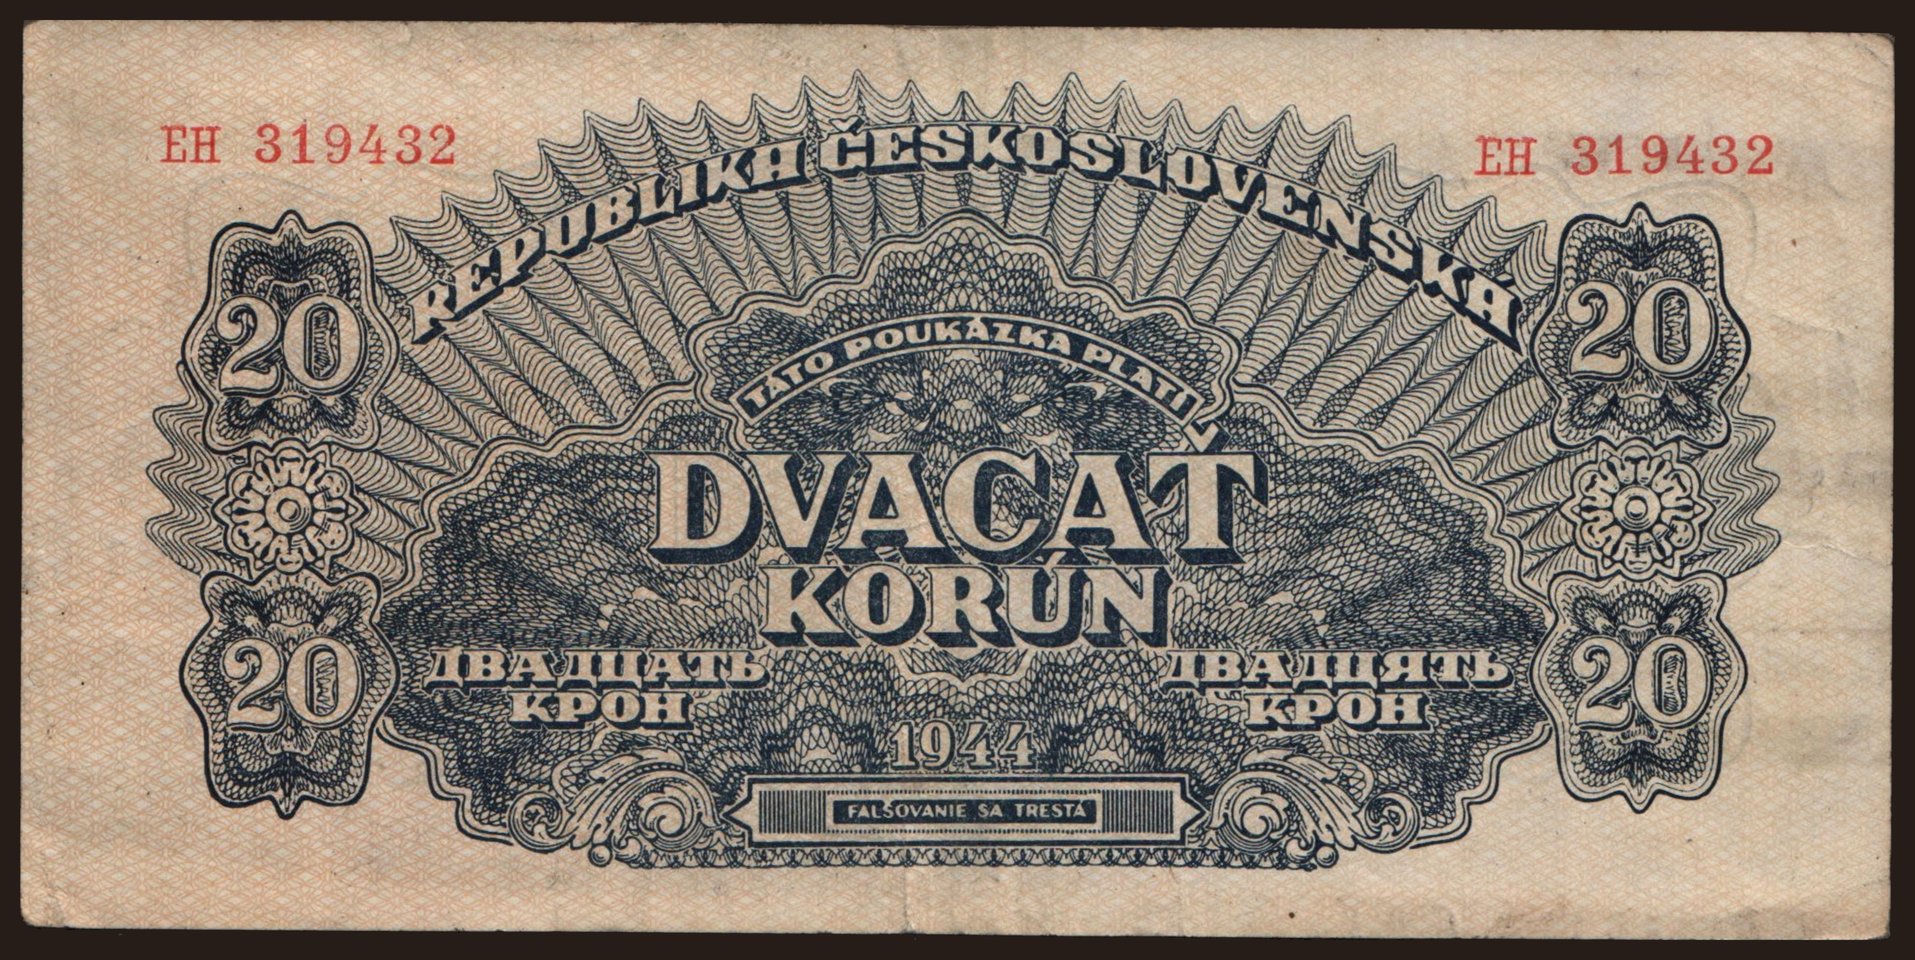 EH 319432
EH 319432
REPUBLIKA ČESKOSLOVENSKÁ
20
20
TÁTO POUKÁZKA PLATÍ
DVACAŤ
KORÚN
ДВАДЦАТЬ
КРОН
ДВАДЦЯТЬ
КРОН
20
20
1944
FALŠOVANIE SA TRESTÁ